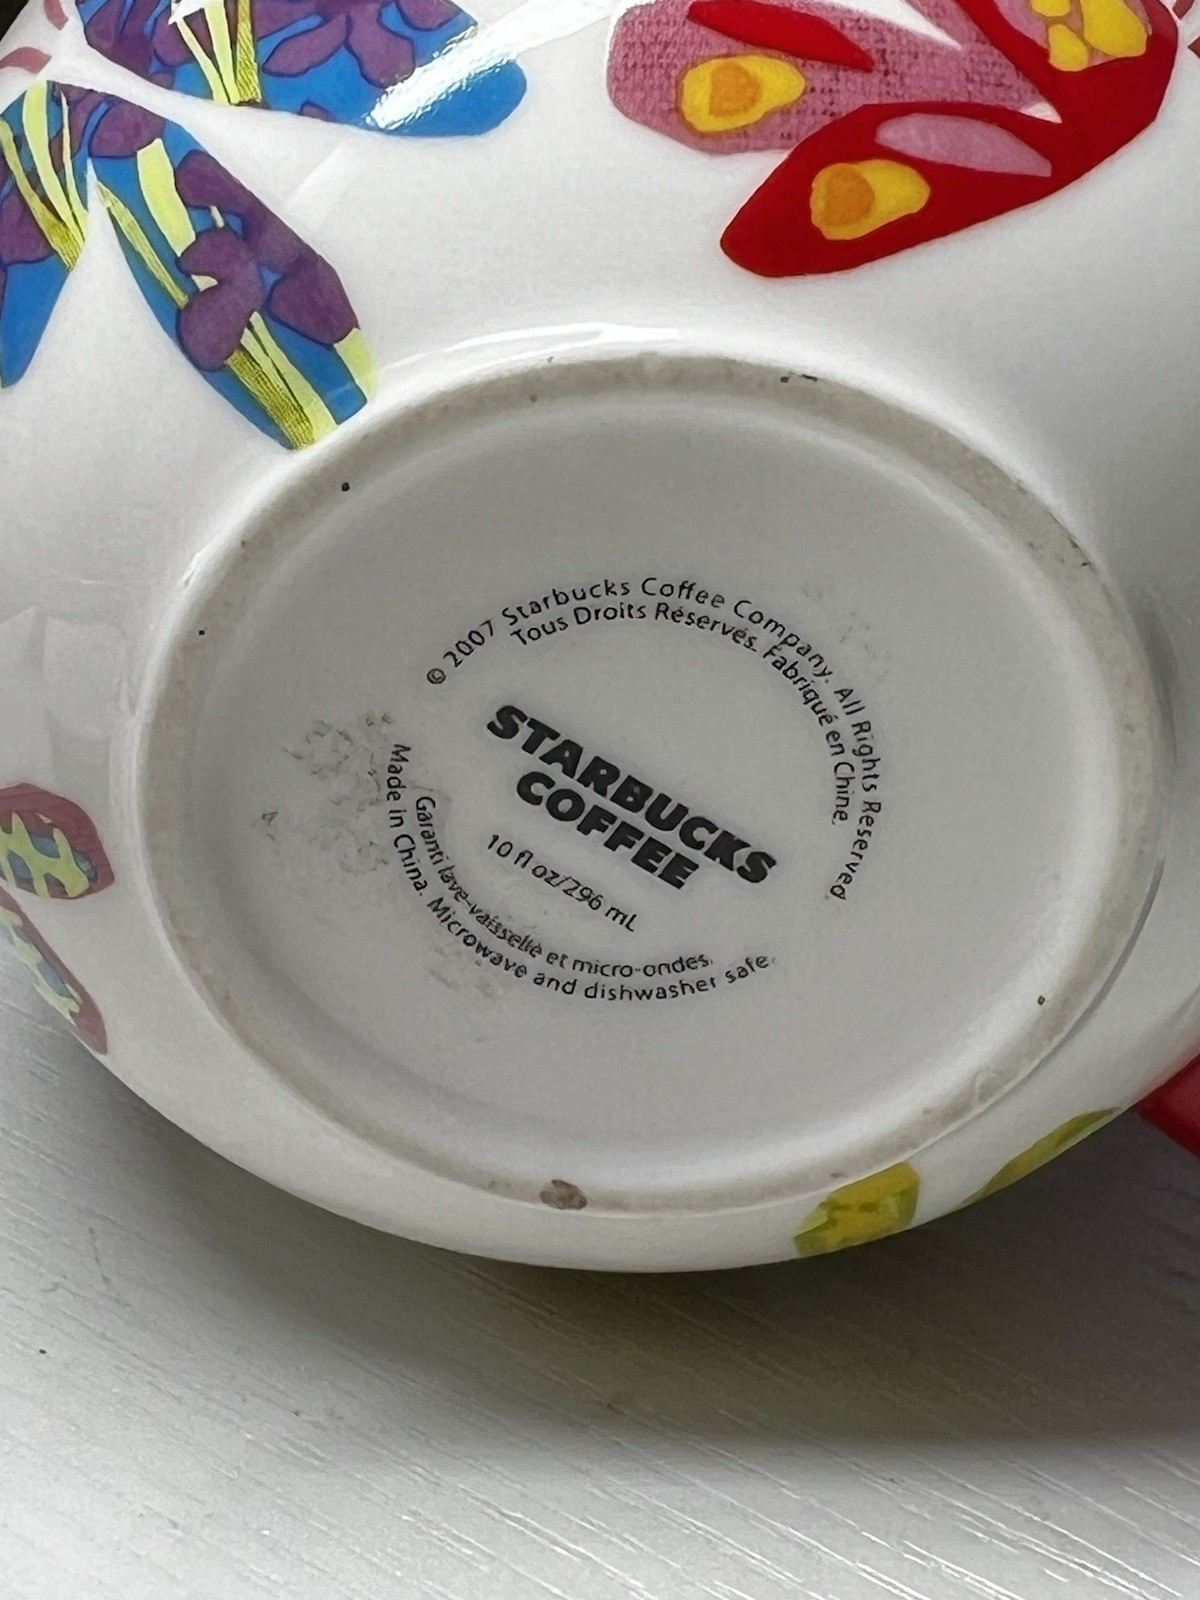 © 2007 Starbucks Coffee Company. All Rights Reserved.
Tous Droits Réservés. Fabriqué en Chine.
STARBUCKS
COFFEE
10 fl oz/296 mL
Garanti lave-vaisselle et micro-ondes.
Made in China. Microwave and dishwasher safe.